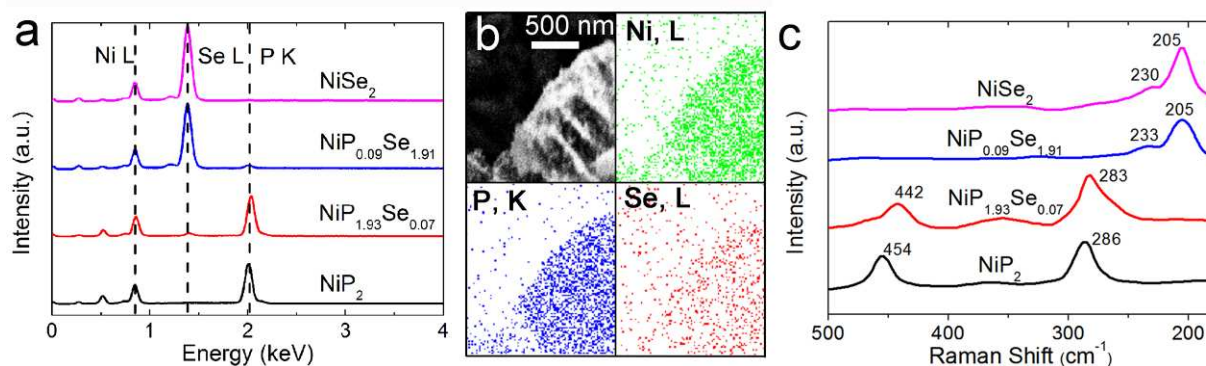 a
Ni L
Se L
P K
NiSe2
NiP0.09Se1.91
NiP1.93Se0.07
NiP2
0
1
2
3
4
Energy (keV)
Intensity (a.u.)
b
500 nm
Ni, L
P, K
Se, L
c
205
230
NiSe2
205
233
NiP0.09Se1.91
283
442
NiP1.93Se0.07
454
286
NiP2
500
400
300
200
Raman Shift (cm-1)
Intensity (a.u.)